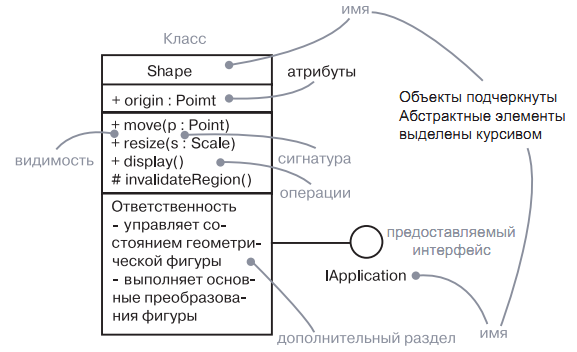 имя
Класс
Shape
атрибуты
+ origin : Poimt
Объекты подчеркнуты
Абстрактные элементы
выделены курсивом
+ move(p : Point)
+ resize(s : Scale)
+ display()
# invalidateRegion()
видимость
сигнатура
операции
Ответственность
- управляет со-
стоянием геометри-
ческой фигуры
- выполняет основ-
ные преобразова-
ния фигуры
предоставляемый
интерфейс
IApplication
имя
дополнительный раздел